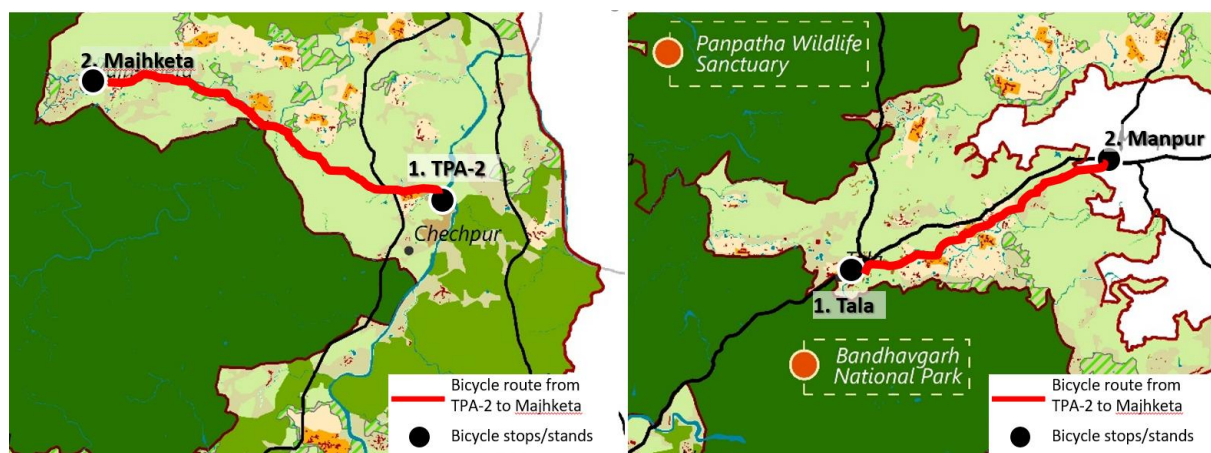 2. Majhketa
1. TPA-2
Chechpur
Bicycle route from
TPA-2 to Majhketa
Bicycle stops/stands
Panpatha Wildlife
Sanctuary
2. Manpur
1. Tala
Bandhavgarh
National Park
Bicycle route from
TPA-2 to Majhketa
Bicycle stops/stands